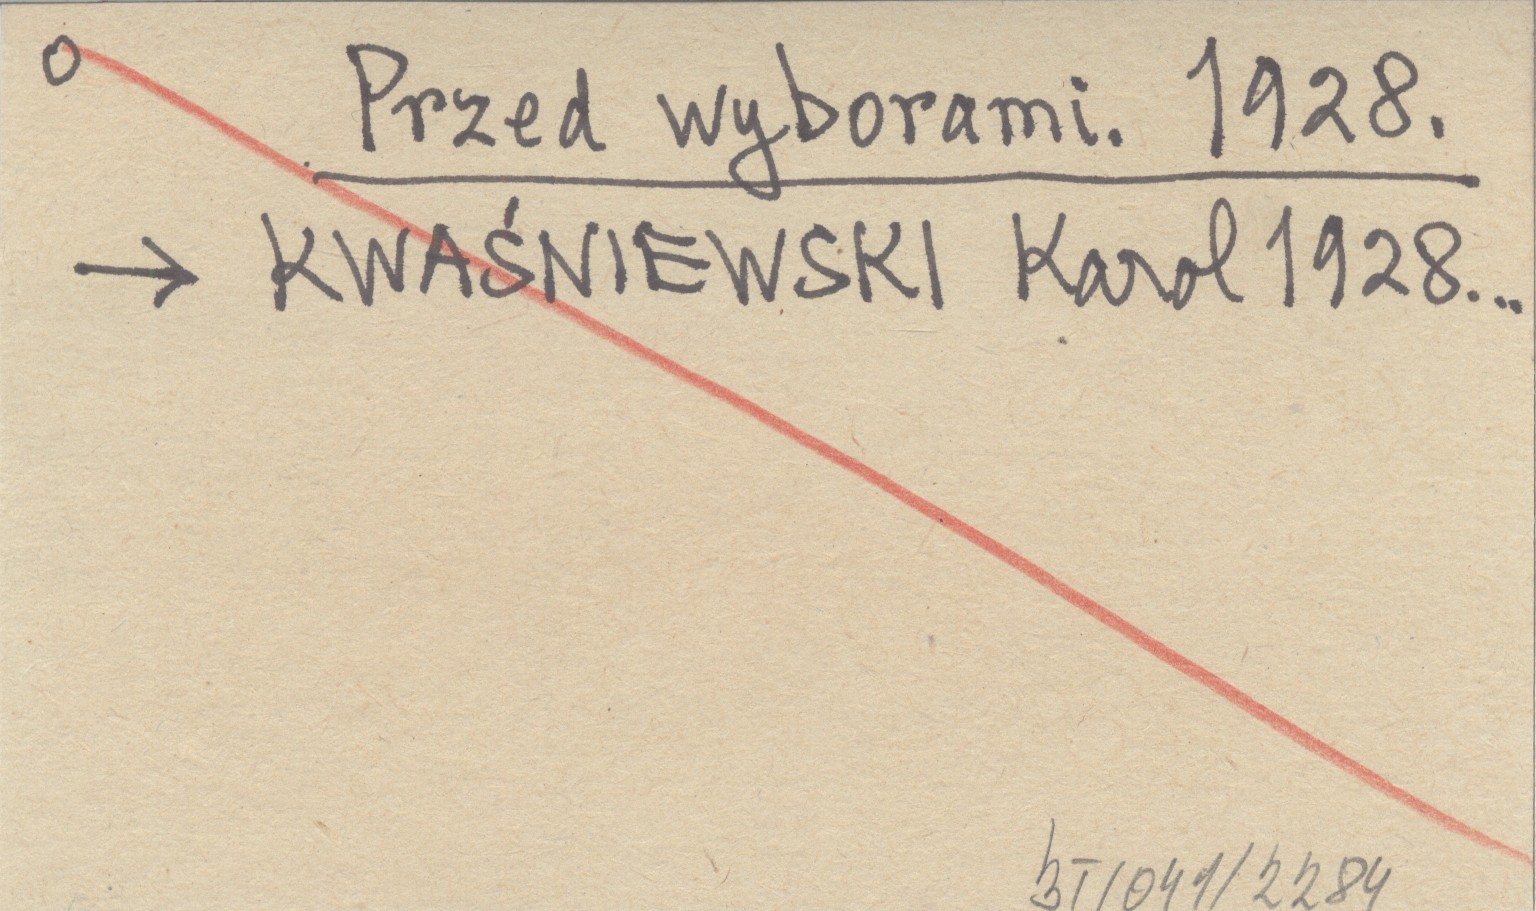 o Przed wyborami. 1928.
→ KWAŚNIEWSKI Karol 1928...
BT/041/2284